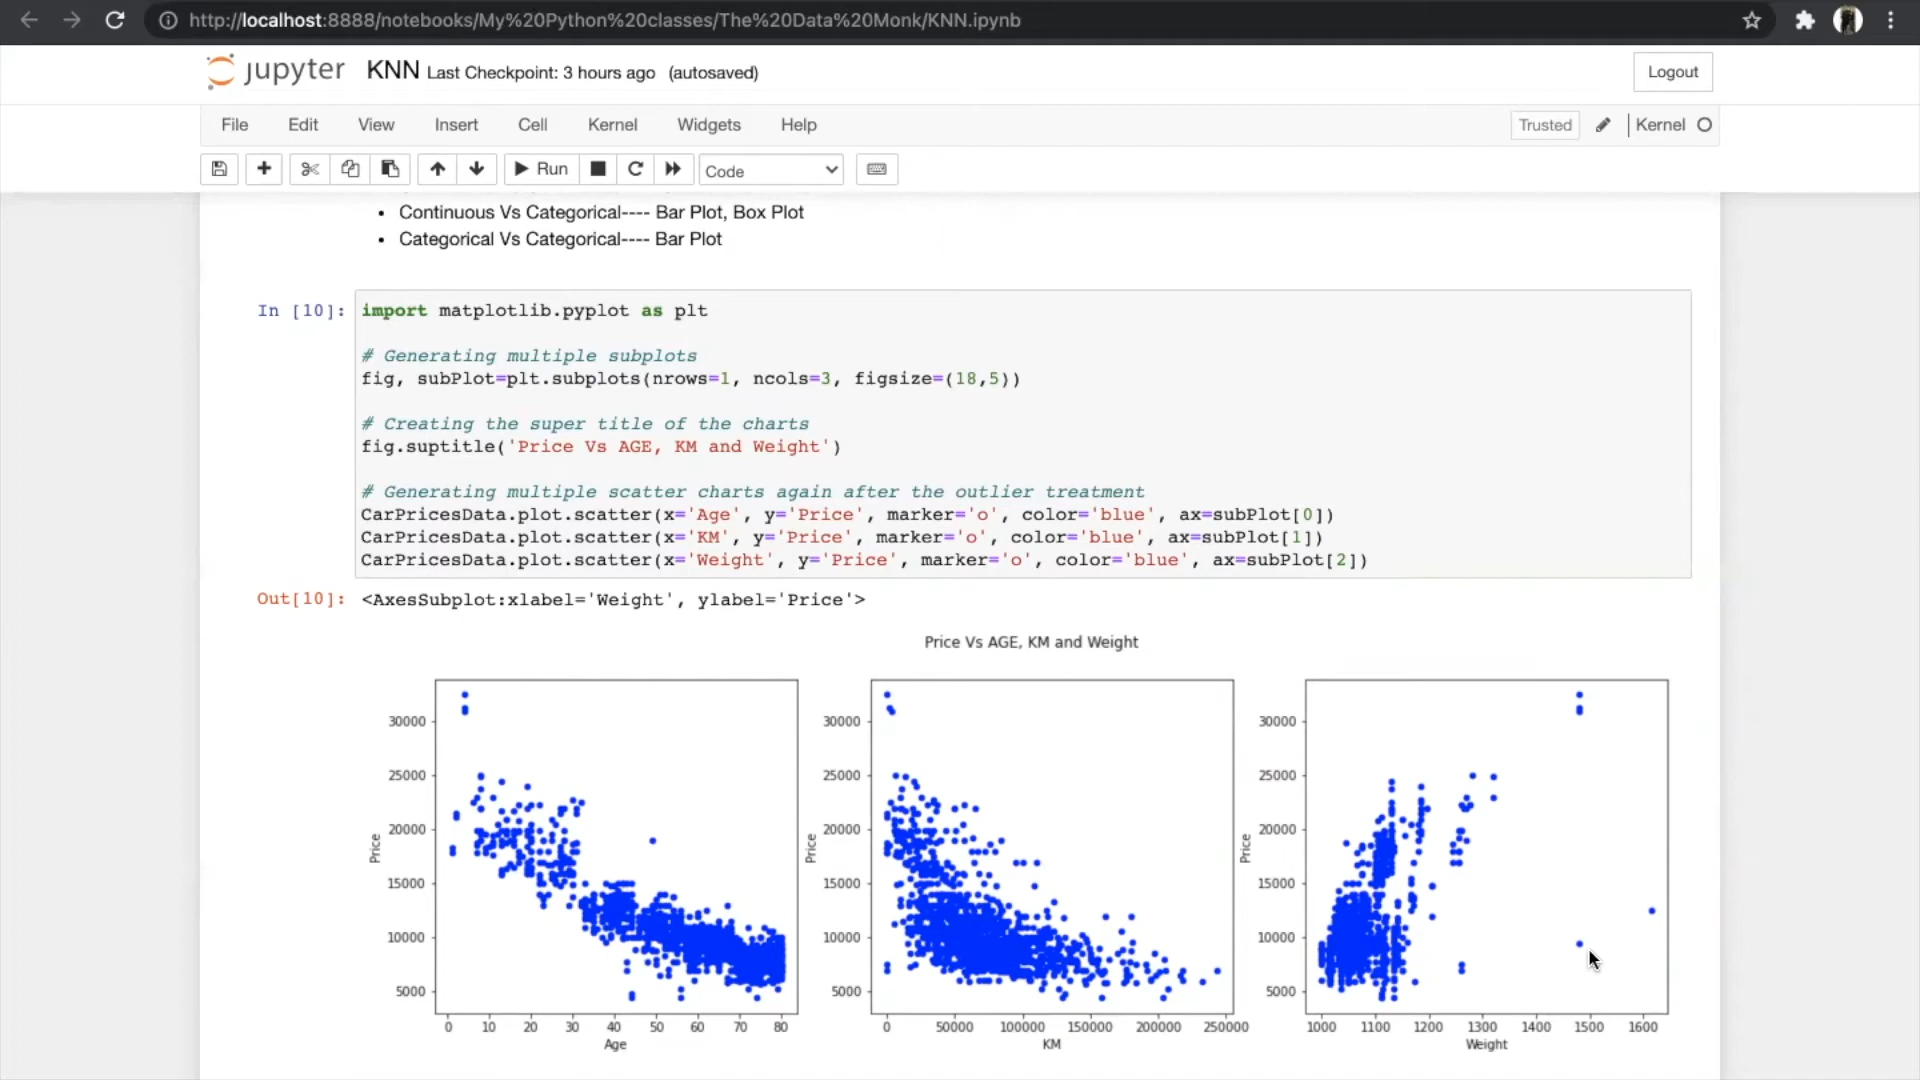 http://localhost:8888/notebooks/My%20Python%20classes/The%20Data%20Monk/KNN.ipynb
jupyter KNN Last Checkpoint: 3 hours ago (autosaved)
Logout
File Edit View Insert Cell Kernel Widgets Help
Trusted Kernel
Run Code
• Continuous Vs Categorical---- Bar Plot, Box Plot
• Categorical Vs Categorical---- Bar Plot
In [10]: import matplotlib.pyplot as plt
# Generating multiple subplots
fig, subPlot=plt.subplots(nrows=1, ncols=3, figsize=(18,5))
# Creating the super title of the charts
fig.suptitle('Price Vs AGE, KM and Weight')
# Generating multiple scatter charts again after the outlier treatment
CarPricesData.plot.scatter(x='Age', y='Price', marker='o', color='blue', ax=subPlot[0])
CarPricesData.plot.scatter(x='KM', y='Price', marker='o', color='blue', ax=subPlot[1])
CarPricesData.plot.scatter(x='Weight', y='Price', marker='o', color='blue', ax=subPlot[2])
Out[10]: <AxesSubplot:xlabel='Weight', ylabel='Price'>
Price Vs AGE, KM and Weight
30000
25000
20000
15000
10000
5000
Price
0 10 20 30 40 50 60 70 80
Age
30000
25000
20000
15000
10000
5000
Price
0 50000 100000 150000 200000 250000
KM
30000
25000
20000
15000
10000
5000
Price
1000 1100 1200 1300 1400 1500 1600
Weight